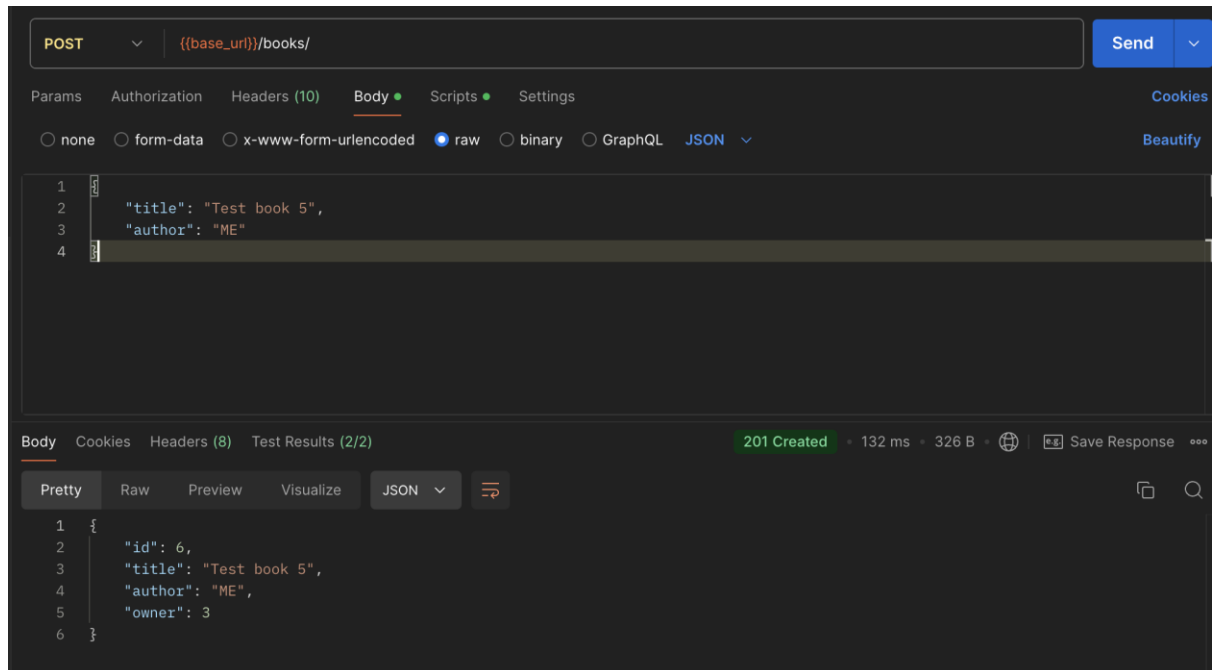 POST {{base_url}}/books/ Send
Params Authorization Headers (10) Body Scripts Settings Cookies
none form-data x-www-form-urlencoded raw binary GraphQL JSON Beautify
1 {
2 "title": "Test book 5",
3 "author": "ME"
4 }
Body Cookies Headers (8) Test Results (2/2) 201 Created 132 ms 326 B e.g. Save Response
Pretty Raw Preview Visualize JSON
1 {
2 "id": 6,
3 "title": "Test book 5",
4 "author": "ME",
5 "owner": 3
6 }